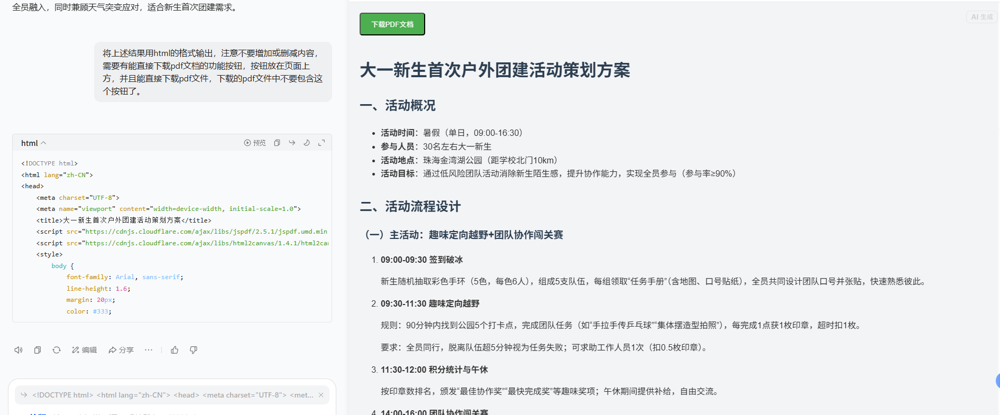 全员融入，同时兼顾天气突变应对，适合新生首次团建需求。
将上述结果用html的格式输出，注意不要增加或删减内容，
需要有能直接下载pdf文档的功能按钮，按钮放在页面上
方，并且能直接下载pdf文件，下载的pdf文件中不要包含这
个按钮了。
html
预览
<!DOCTYPE html>
<html lang="zh-CN">
<head>
<meta charset="UTF-8">
<meta name="viewport" content="width=device-width, initial-scale=1.0">
<title>大一新生首次户外团建活动策划方案</title>
<script src="https://cdnjs.cloudflare.com/ajax/libs/jspdf/2.5.1/jspdf.umd.min
<script src="https://cdnjs.cloudflare.com/ajax/libs/html2canvas/1.4.1/html2ca
<style>
body {
font-family: Arial, sans-serif;
line-height: 1.6;
margin: 20px;
color: #333;
编辑
分享
<!DOCTYPE html> <html lang="zh-CN"> <head> <meta charset="UTF-8"> <met...
下载PDF文档
AI 生成
大一新生首次户外团建活动策划方案
一、活动概况
• 活动时间：暑假（单日，09:00-16:30）
• 参与人员：30名左右大一新生
• 活动地点：珠海金湾湖公园（距学校北门10km）
• 活动目标：通过低风险团队活动消除新生陌生感，提升协作能力，实现全员参与（参与率≥90%）
二、活动流程设计
（一）主活动：趣味定向越野+团队协作闯关赛
1. 09:00-09:30 签到破冰
新生随机抽取彩色手环（5色，每色6人），组成5支队伍，每组领取“任务手册”（含地图、口号贴纸），全员共同设计团队口号并张贴，快速熟悉彼此。
2. 09:30-11:30 趣味定向越野
规则：90分钟内找到公园5个打卡点，完成团队任务（如“手拉手传乒乓球”“集体摆造型拍照”），每完成1点获1枚印章，超时扣1枚。
要求：全员同行，脱离队伍超5分钟视为任务失败；可求助工作人员1次（扣0.5枚印章）。
3. 11:30-12:00 积分统计与午休
按印章数排名，颁发“最佳协作奖”“最快完成奖”等趣味奖项；午休期间提供补给，自由交流。
4. 14:00-16:00 团队协作闯关赛